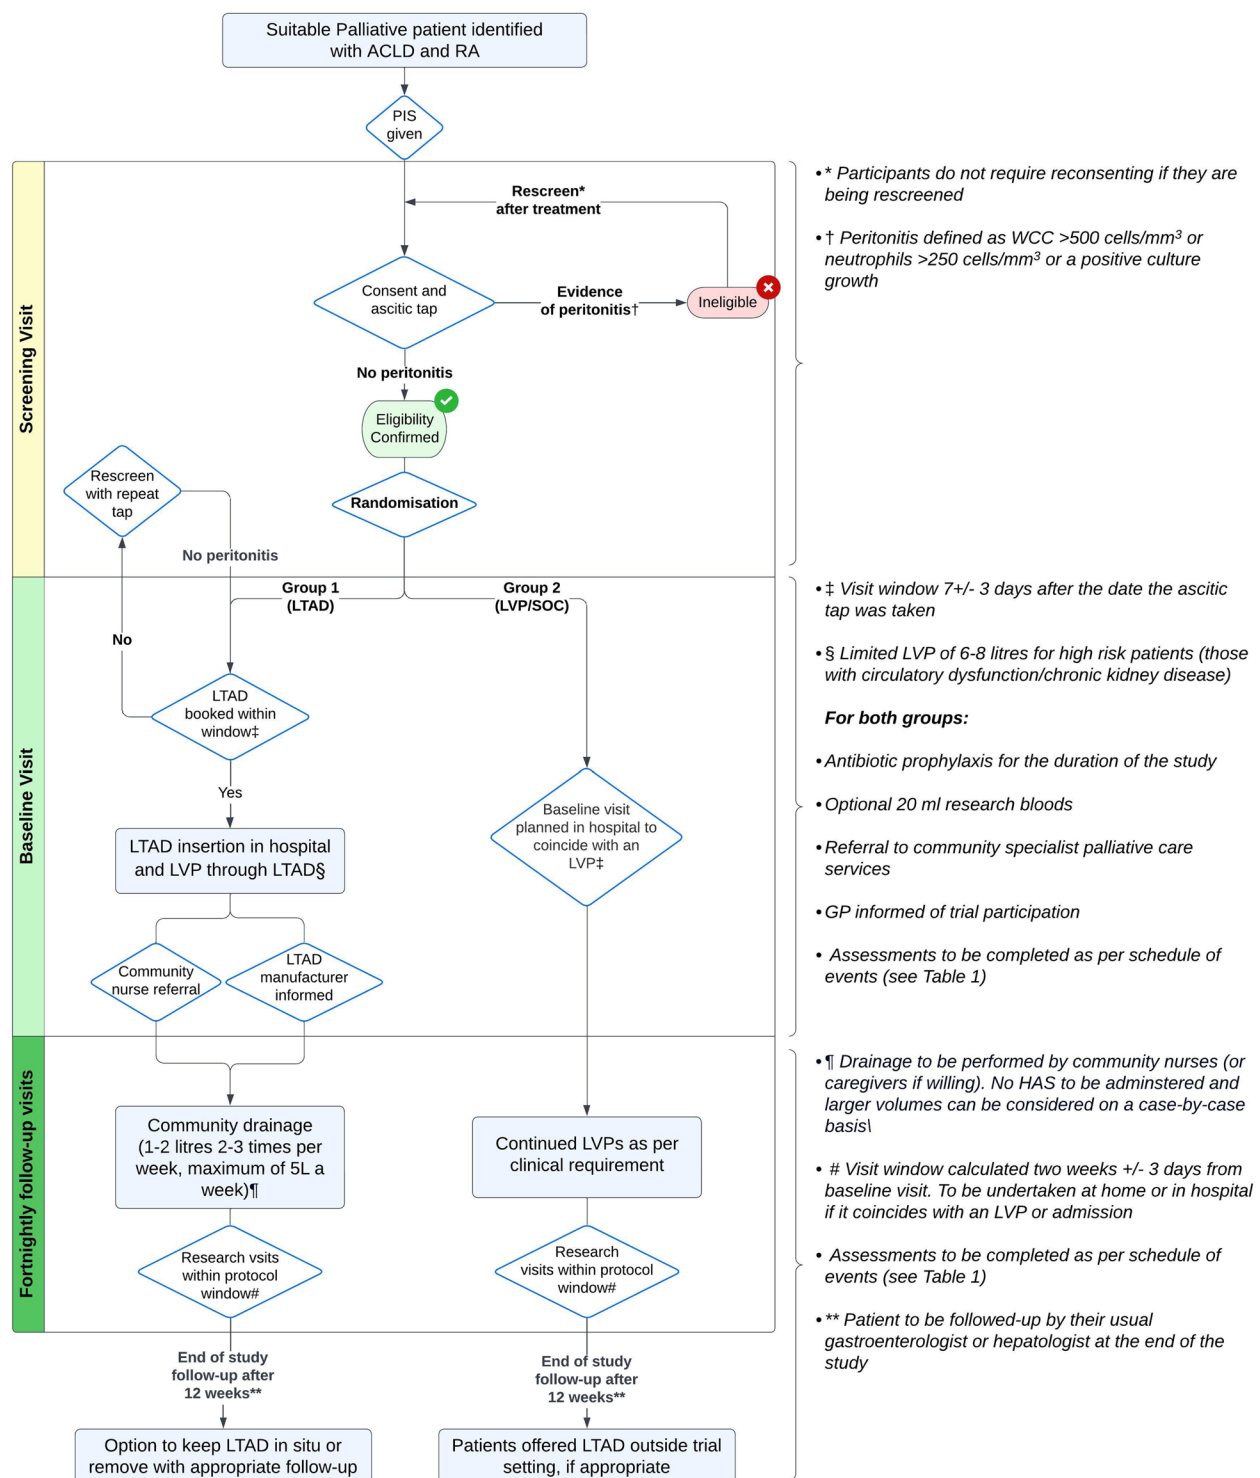 Suitable Palliative patient identified
with ACLD and RA
PIS
given
Screening Visit
Rescreen*
after treatment
Consent and
ascitic tap
Evidence
of peritonitis†
Ineligible
No peritonitis
Eligibility
Confirmed
Rescreen
with repeat
tap
Randomisation
No peritonitis
•* Participants do not require reconsenting if they are
being rescreened
•† Peritonitis defined as WCC >500 cells/mm³ or
neutrophils >250 cells/mm³ or a positive culture
growth
Baseline Visit
Group 1
(LTAD)
Group 2
(LVP/SOC)
No
LTAD
booked within
window‡
Yes
Baseline visit
planned in hospital to
coincide with an
LVP‡
LTAD insertion in hospital
and LVP through LTAD§
Community
nurse referral
LTAD
manufacturer
informed
•‡ Visit window 7+/- 3 days after the date the ascitic
tap was taken
•§ Limited LVP of 6-8 litres for high risk patients (those
with circulatory dysfunction/chronic kidney disease)
For both groups:
•Antibiotic prophylaxis for the duration of the study
•Optional 20 ml research bloods
•Referral to community specialist palliative care
services
•GP informed of trial participation
• Assessments to be completed as per schedule of
events (see Table 1)
Fortnightly follow-up visits
Community drainage
(1-2 litres 2-3 times per
week, maximum of 5L a
week)¶
Continued LVPs as per
clinical requirement
Research vsits
within protocol
window#
Research
visits within protocol
window#
•¶ Drainage to be performed by community nurses (or
caregivers if willing). No HAS to be adminstered and
larger volumes can be considered on a case-by-case
basis\
• # Visit window calculated two weeks +/- 3 days from
baseline visit. To be undertaken at home or in hospital
if it coincides with an LVP or admission
• Assessments to be completed as per schedule of
events (see Table 1)
•** Patient to be followed-up by their usual
gastroenterologist or hepatologist at the end of the
study
End of study
follow-up after
12 weeks**
End of study
follow-up after
12 weeks**
Option to keep LTAD in situ or
remove with appropriate follow-up
Patients offered LTAD outside trial
setting, if appropriate